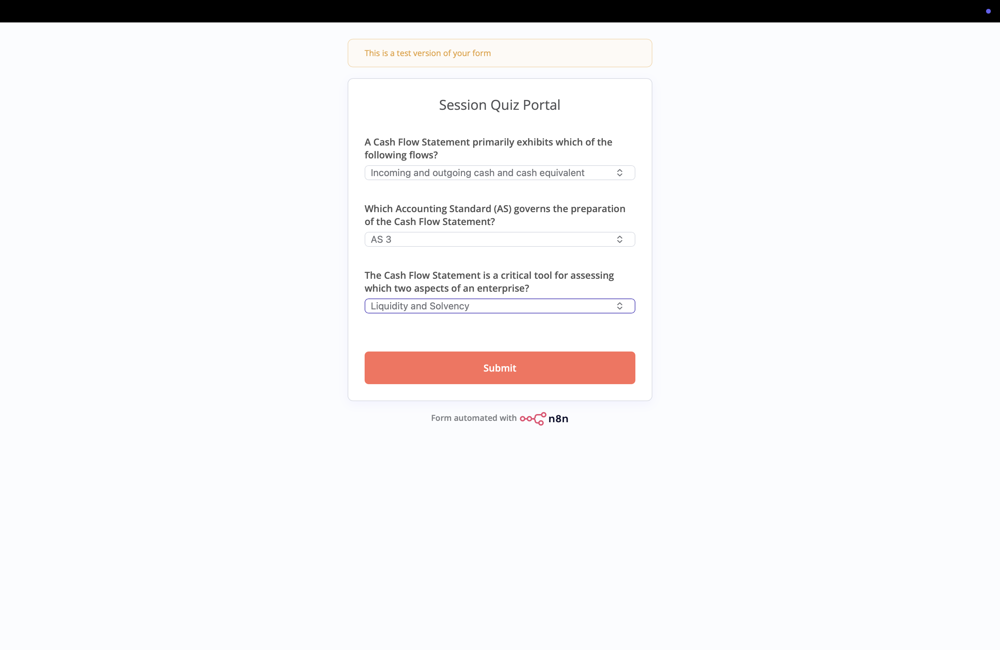 This is a test version of your form
Session Quiz Portal
A Cash Flow Statement primarily exhibits which of the
following flows?
Incoming and outgoing cash and cash equivalent
Which Accounting Standard (AS) governs the preparation
of the Cash Flow Statement?
AS 3
The Cash Flow Statement is a critical tool for assessing
which two aspects of an enterprise?
Liquidity and Solvency
Submit
Form automated with n8n